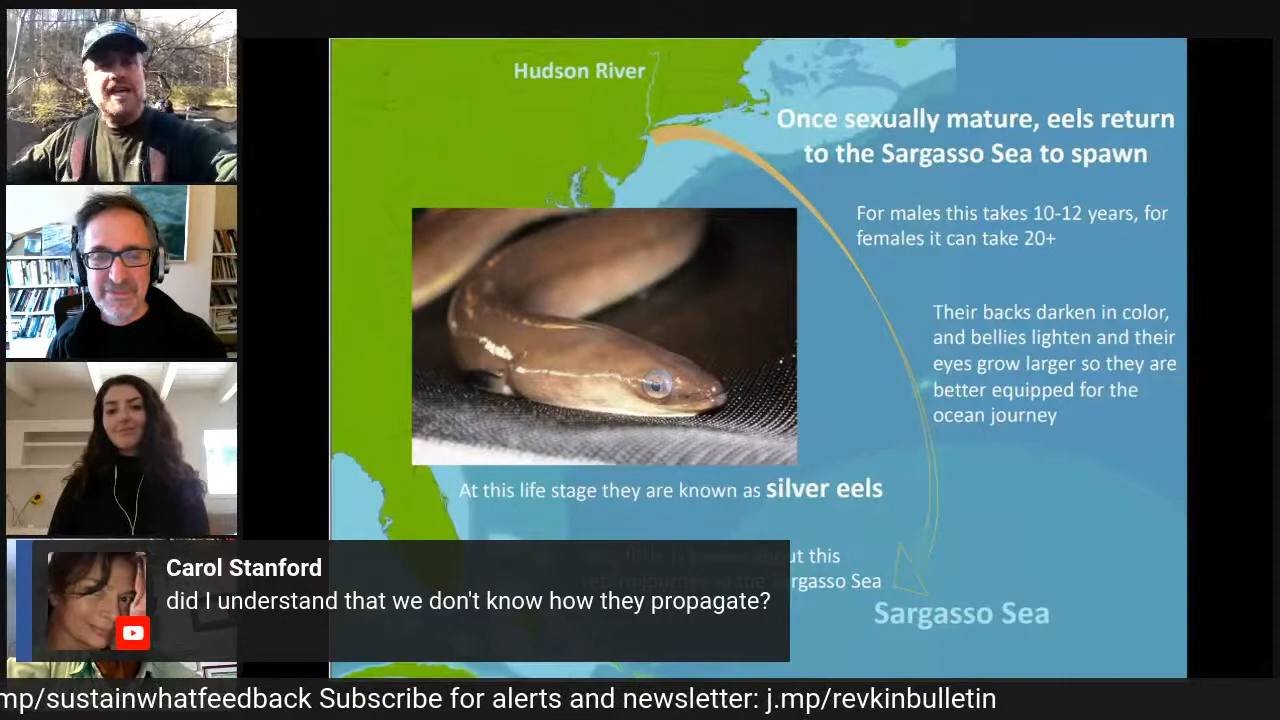 Hudson River
Once sexually mature, eels return
to the Sargasso Sea to spawn
For males this takes 10-12 years, for
females it can take 20+
Their backs darken in color,
and bellies lighten and their
eyes grow larger so they are
better equipped for the
ocean journey
At this life stage they are known as silver eels
this
Sea
Sargasso Sea
Carol Stanford
did I understand that we don't know how they propagate?
mp/sustainwhatfeedback Subscribe for alerts and newsletter: j.mp/revkinbulletin